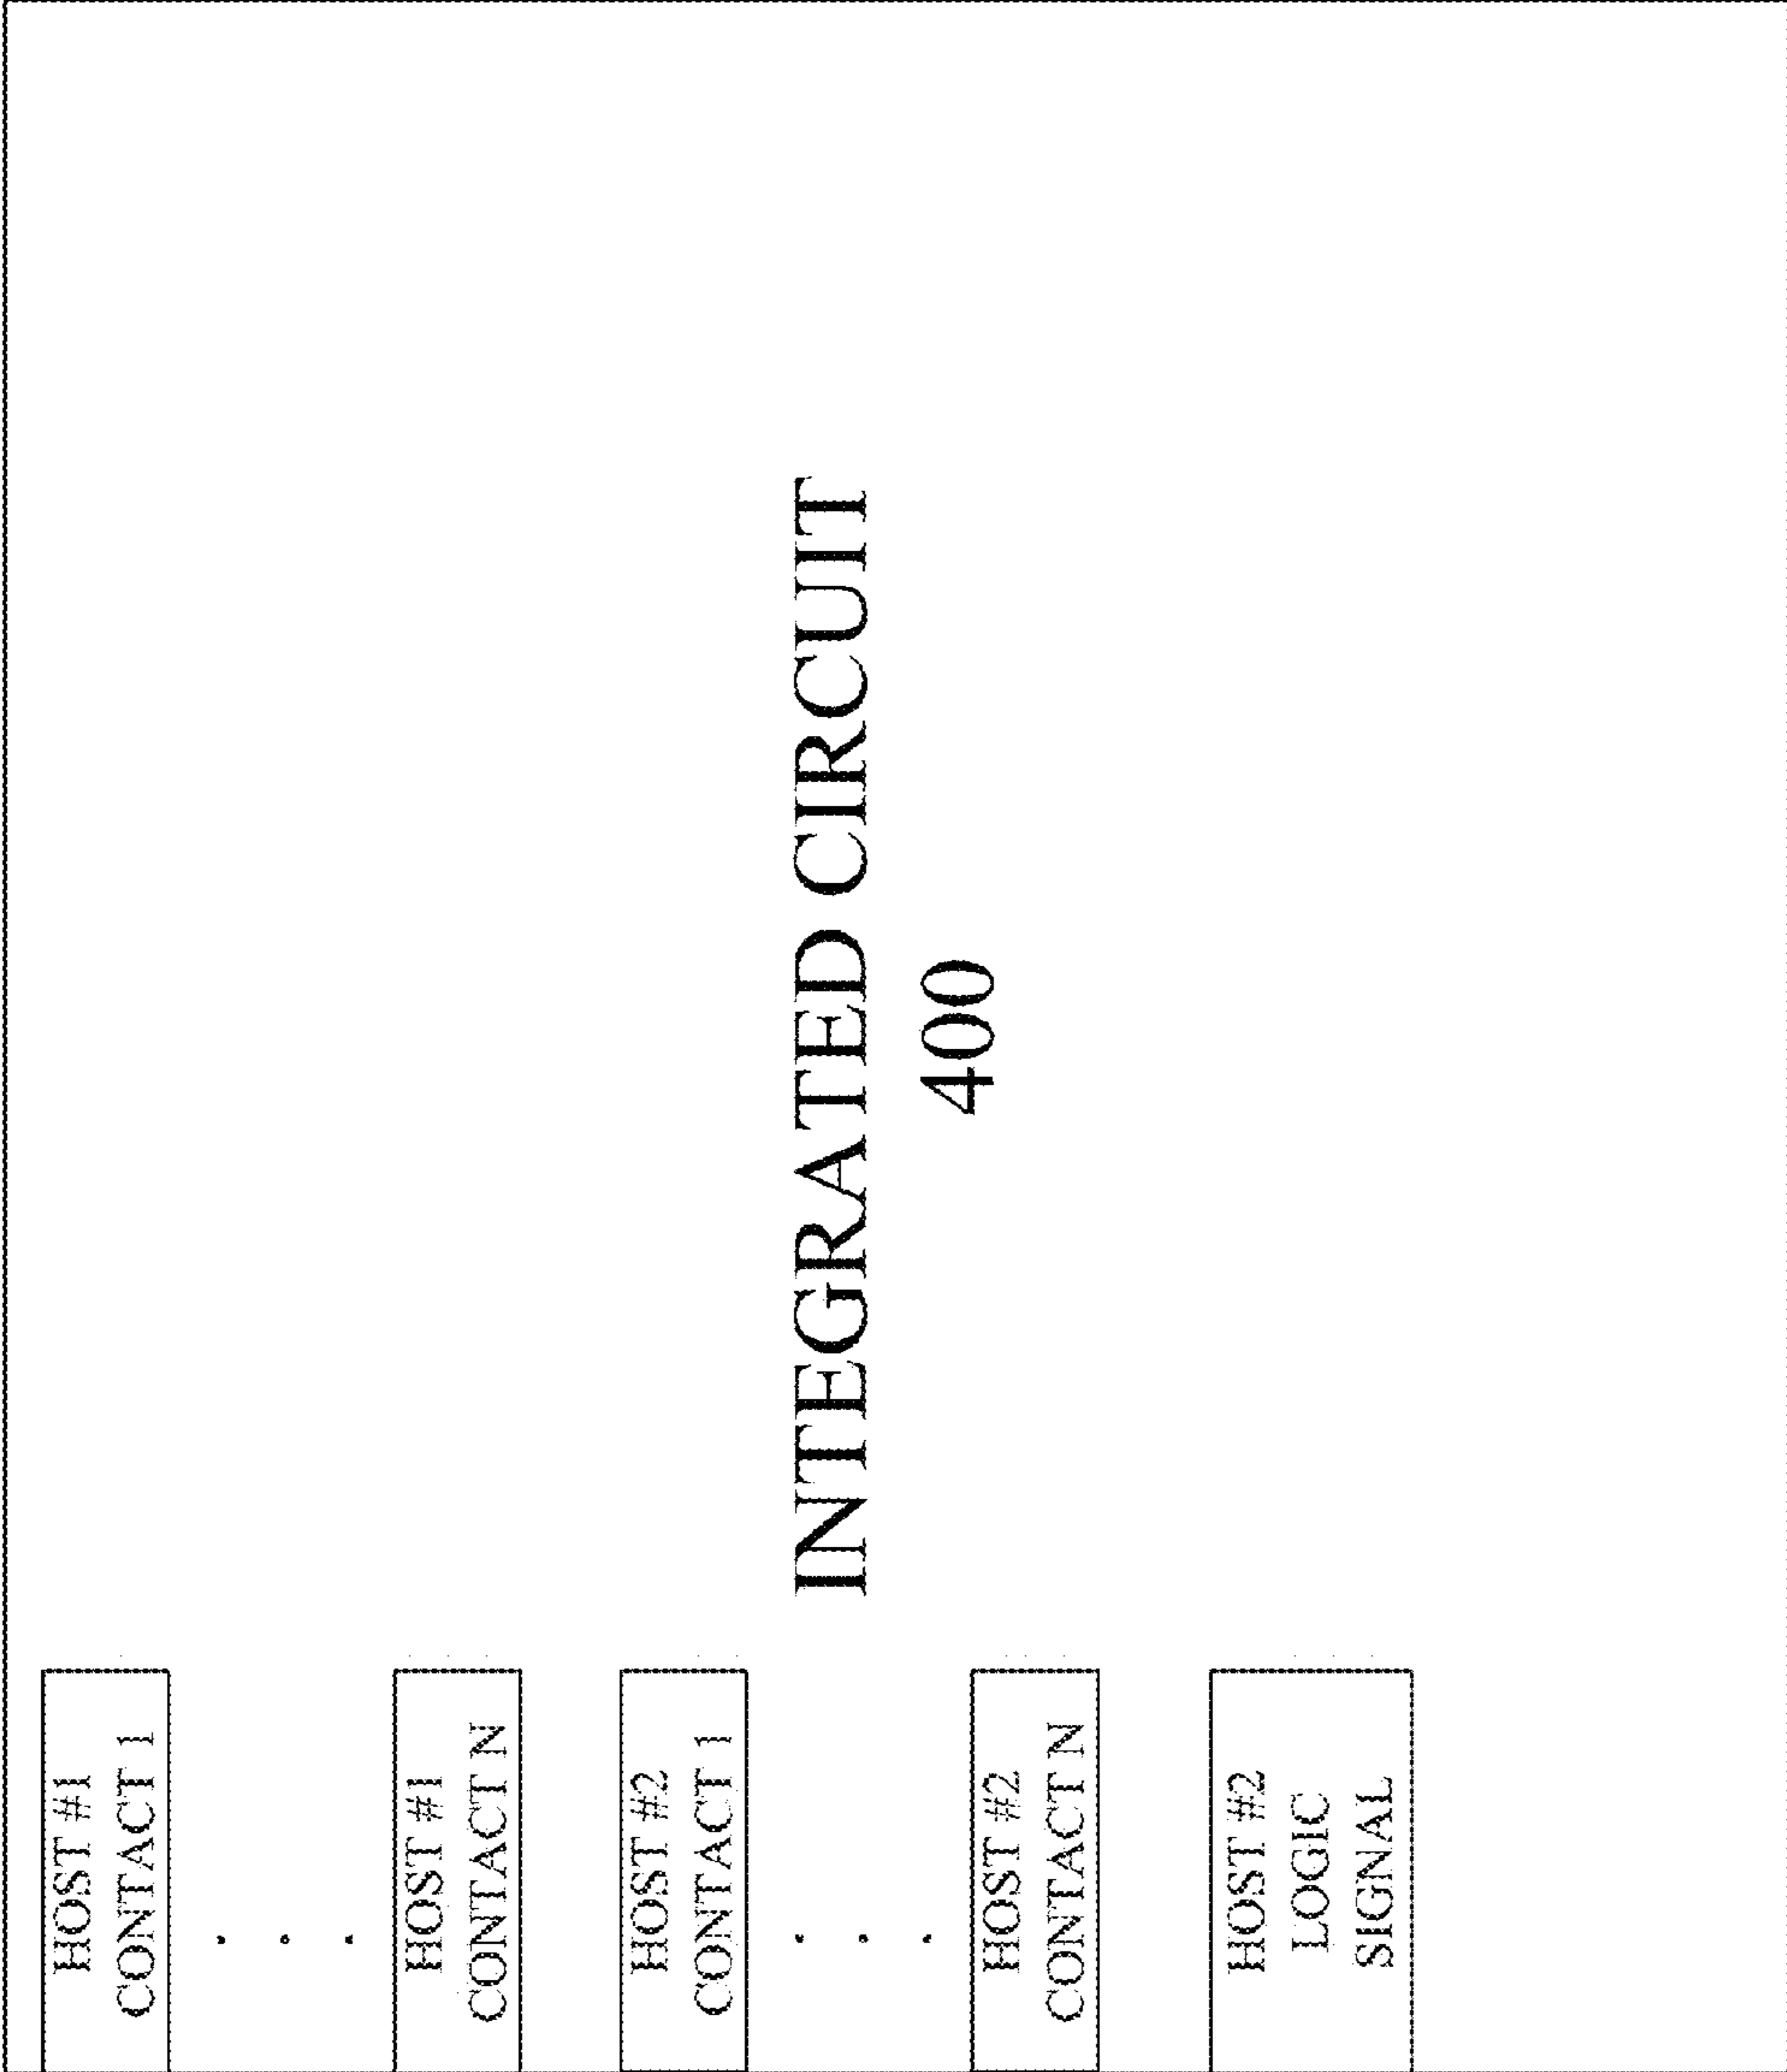 HOST #1
CONTACT 1
HOST #1
CONTACT N
HOST #2
CONTACT 1
HOST #2
CONTACT N
HOST #2
LOGIC
SIGNAL
INTEGRATED CIRCUIT
400